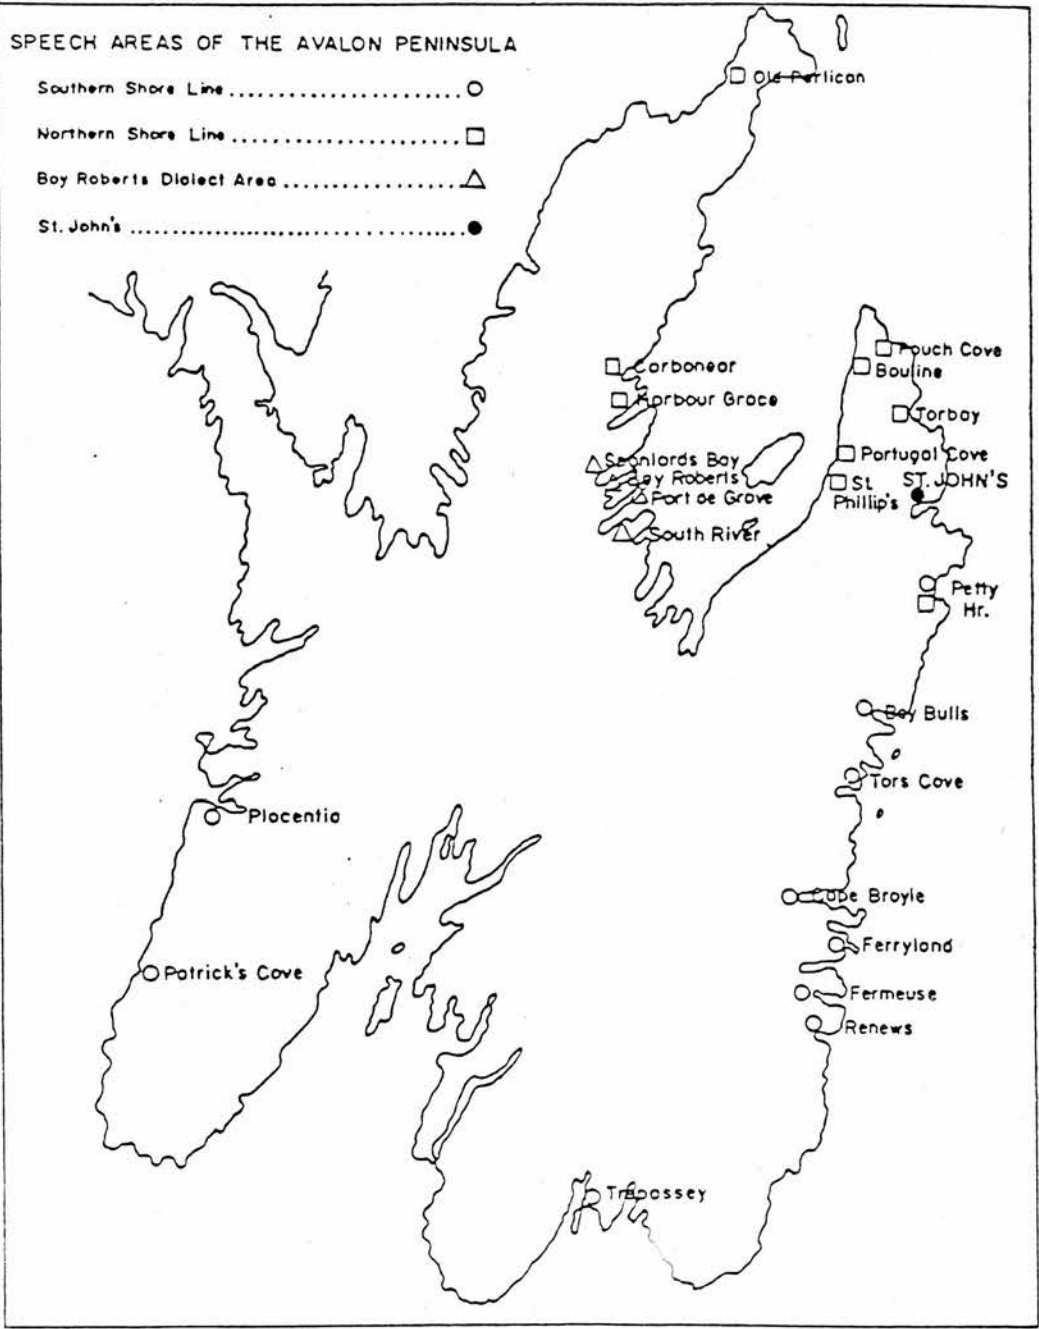 SPEECH AREAS OF THE AVALON PENINSULA
Southern Shore Line ........................ O
Northern Shore Line ........................ □
Bay Roberts Dialect Area .................... △
St. John's .................................... ●
Old Perlican
Carbonear
Harbour Grace
Spanlords Bay
Bay Roberts
Port de Grove
South River
Pouch Cove
Bauline
Torbay
Portugal Cove
St. Phillip's
ST. JOHN'S
Petty Hr.
Bay Bulls
Tors Cove
Cape Broyle
Ferryland
Fermeuse
Renews
Trepassey
Placentia
Patrick's Cove